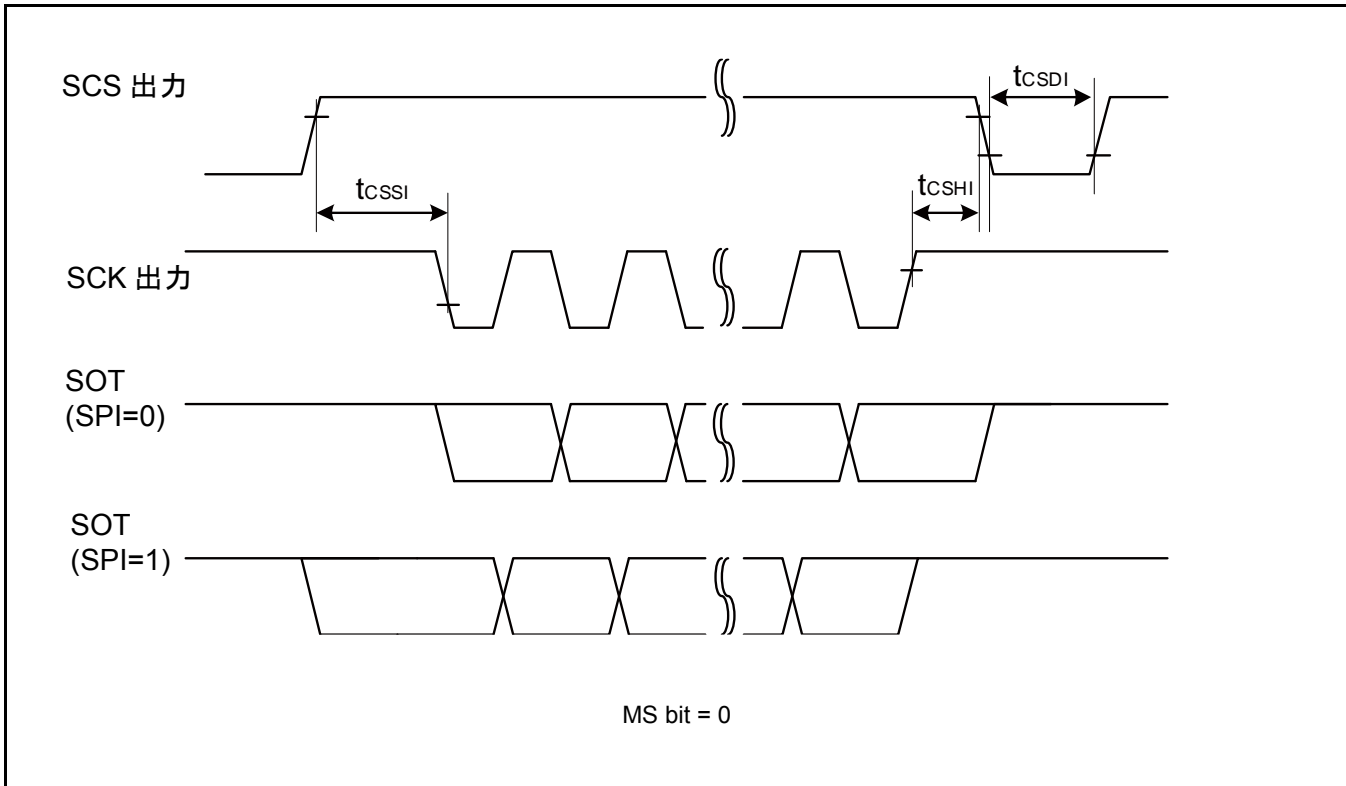 SCS 出力
tCSDI
tCSSI
tCSHI
SCK 出力
SOT
(SPI=0)
SOT
(SPI=1)
MS bit = 0